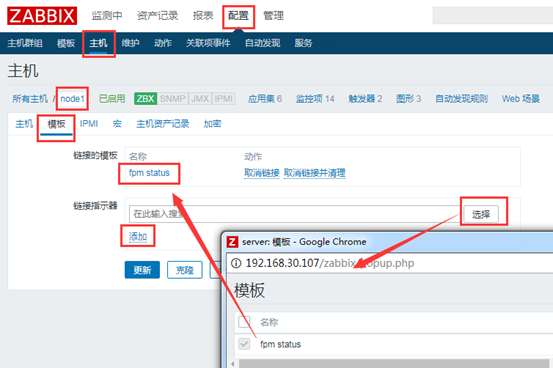 ZABBIX 监测中 资产记录 报表 配置 管理
主机群组 模板 主机 维护 动作 关联项事件 自动发现 服务
主机
所有主机 / node1 已启用 ZBX SNMP JMX IPMI 应用集 6 监控项 14 触发器 2 图形 3 自动发现规则 Web 场景
主机 模板 IPMI 宏 主机资产记录 加密
链接的模板 名称 动作
fpm status 取消链接 取消链接并清理
链接指示器 在此输入搜索 选择
添加
更新 克隆
Z server: 模板 - Google Chrome
192.168.30.107/zabbix/popup.php
模板
名称
fpm status